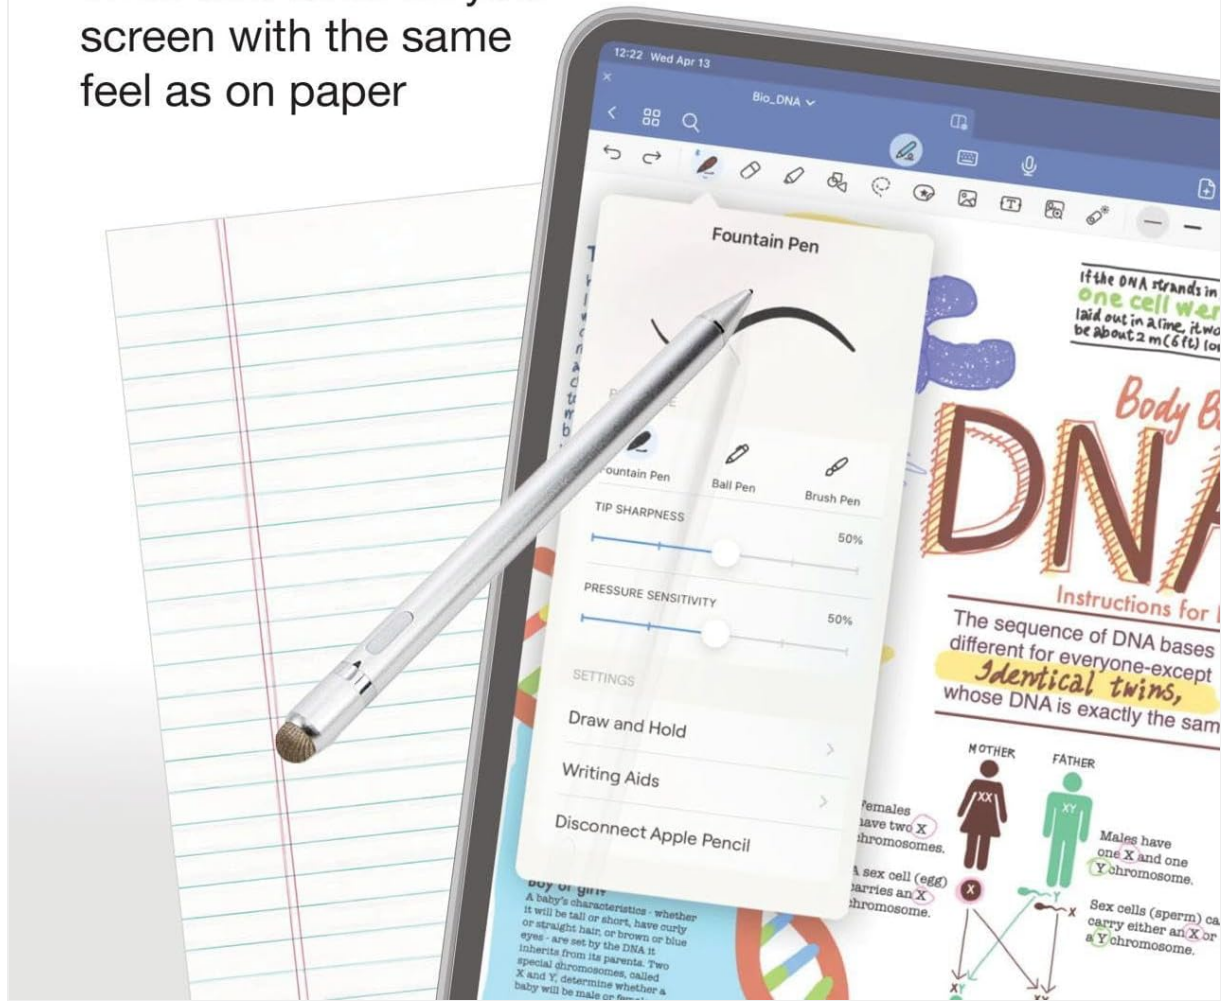 screen with the same
feel as on paper
12:22 Wed Apr 13
Bio_DNA
Fountain Pen
Fountain Pen
Ball Pen
Brush Pen
TIP SHARPNESS
50%
PRESSURE SENSITIVITY
50%
SETTINGS
Draw and Hold
Writing Aids
Disconnect Apple Pencil
If the DNA strands in
one cell wer
laid out in a line, it wo
be about 2 m (6 ft) lon
Body B
DNA
Instructions for
The sequence of DNA bases
different for everyone-except
Identical twins,
whose DNA is exactly the sam
MOTHER
FATHER
XX
XY
Females
have two X
chromosomes.
Males have
one X and one
Y chromosome.
A sex cell (egg)
carries an X
chromosome.
X
Y
X
Sex cells (sperm) ca
carry either an X or
a Y chromosome.
XY
Boy or girl?
A baby's characteristics - whether
it will be tall or short, have curly
or straight hair, or brown or blue
eyes - are set by the DNA it
inherits from its parents. Two
special chromosomes, called
X and Y, determine whether a
baby will be male or